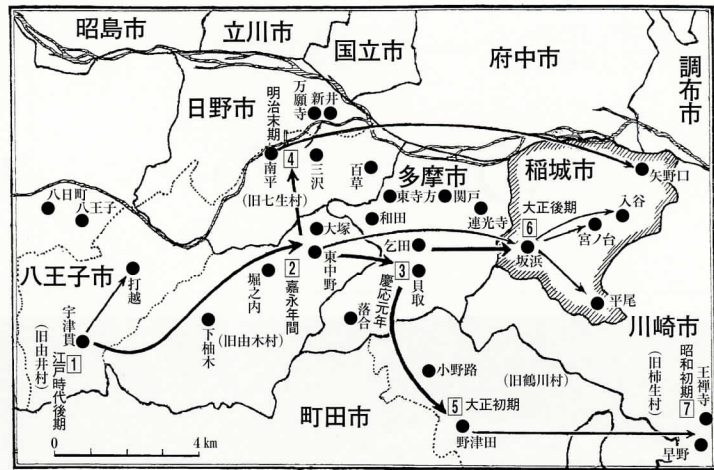 昭島市
立川市
国立市
府中市
調布市
日野市
明治末期
4
万願寺
新井
南平
三沢
百草
(旧七生村)
多摩市
東寺方
関戸
和田
連光寺
稲城市
矢野口
入谷
宮ノ台
大正後期
6
坂浜
平尾
八日町
八王子
八王子市
打越
宇津貫
(旧由井村)
1
江戸時代後期
大塚
東中野
2
嘉永年間
堀之内
下柚木
(旧由木村)
乞田
3
貝取
慶応元年
落合
小野路
(旧鶴川村)
5
大正初期
野津田
町田市
川崎市
(旧柿生村)
昭和初期
7
王禅寺
早野
0
4 km